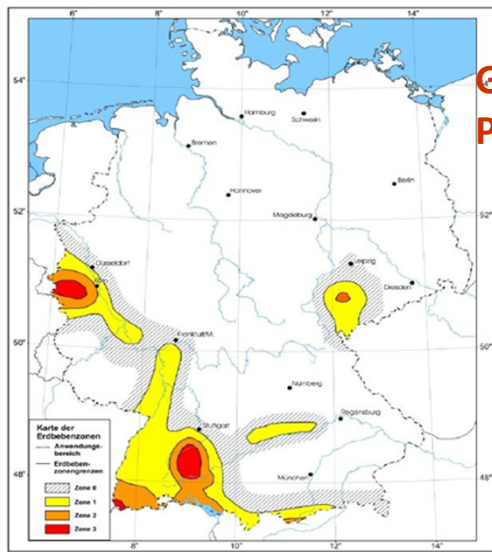 8° 10° 12° 14°
54°
G
P
Hamburg
Schwerin
Bremen
Berlin
Hannover
Magdeburg
52° 52°
Düsseldorf
Leipzig
Köln
Dresden
50° 50°
Frankfurt/M.
Nürnberg
Regensburg
Stuttgart
München
48° 48°
Karte der
Erdbebenzonen
Anwendungs-
bereich
Erdbeben-
zonengrenzen
Zone 0
Zone 1
Zone 2
Zone 3
8° 10° 12° 14°